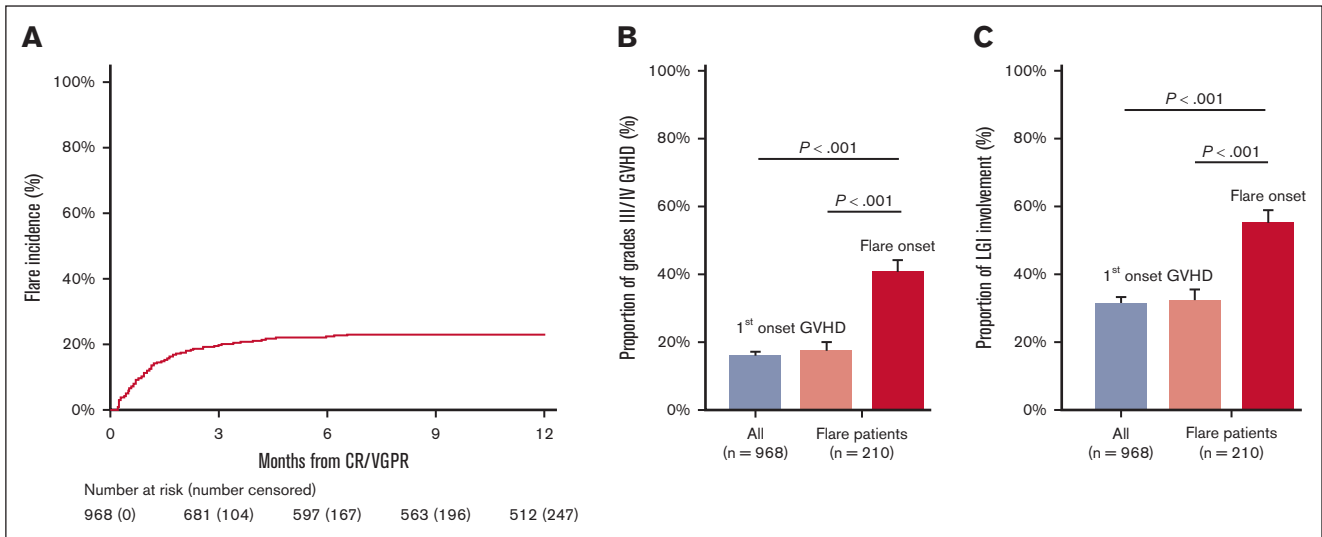 A
Flare incidence (%)
100%
80%
60%
40%
20%
0%
0
3
6
9
12
Months from CR/VGPR
Number at risk (number censored)
968 (0)
681 (104)
597 (167)
563 (196)
512 (247)
B
Proportion of grades III/IV GVHD (%)
100%
80%
60%
40%
20%
0%
P < .001
P < .001
Flare onset
1st onset GVHD
All
(n = 968)
Flare patients
(n = 210)
C
Proportion of LGI involvement (%)
100%
80%
60%
40%
20%
0%
P < .001
P < .001
Flare onset
1st onset GVHD
All
(n = 968)
Flare patients
(n = 210)